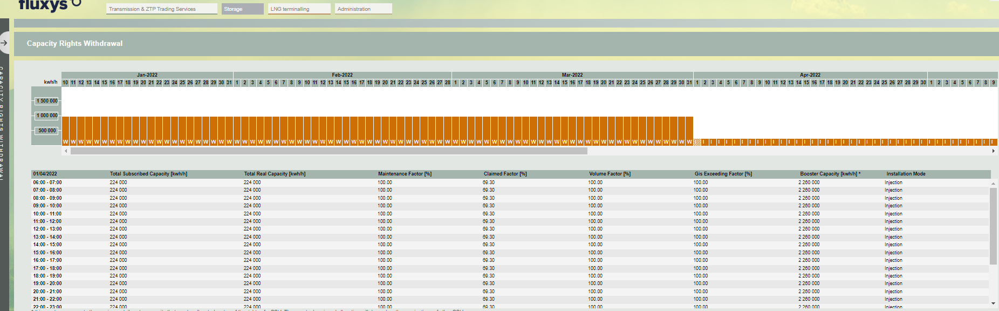 fluxys
Transmission & ZTP Trading Services Storage LNG terminalling Administration
Capacity Rights Withdrawal
CAPACITY RIGHTS WITHDRAWAL
Jan-2022 Feb-2022 Mar-2022 Apr-2022
kwh/h 10 11 12 13 14 15 16 17 18 19 20 21 22 23 24 25 26 27 28 29 30 31 1 2 3 4 5 6 7 8 9 10 11 12 13 14 15 16 17 18 19 20 21 22 23 24 25 26 27 28 1 2 3 4 5 6 7 8 9 10 11 12 13 14 15 16 17 18 19 20 21 22 23 24 25 26 27 28 29 30 31 1 2 3 4 5 6 7 8 9 10 11 12 13 14 15 16 17 18 19 20 21 22 23 24 25 26 27 28 29 30 1 2 3 4 5 6 7 8 9
1 500 000
1 000 000
500 000
W W W W W W W W W W W W W W W W W W W W W W W W W W W W W W W W W W W W W W W W W W W W W W W W W W W W W W W W W W W W W W W W W W W W W W W W W W W W W W W W W I I I I I I I I I I I I I I I I I I I I I I I I I I I I I I I I I I I I I I
01/04/2022 Total Subscribed Capacity [kwh/h] Total Real Capacity [kwh/h] Maintenance Factor [%] Claimed Factor [%] Volume Factor [%] Gis Exceeding Factor [%] Booster Capacity [kwh/h] * Installation Mode
06:00 - 07:00 224 000 224 000 100.00 69.30 100.00 100.00 2 260 000 Injection
07:00 - 08:00 224 000 224 000 100.00 69.30 100.00 100.00 2 260 000 Injection
08:00 - 09:00 224 000 224 000 100.00 69.30 100.00 100.00 2 260 000 Injection
09:00 - 10:00 224 000 224 000 100.00 69.30 100.00 100.00 2 260 000 Injection
10:00 - 11:00 224 000 224 000 100.00 69.30 100.00 100.00 2 260 000 Injection
11:00 - 12:00 224 000 224 000 100.00 69.30 100.00 100.00 2 260 000 Injection
12:00 - 13:00 224 000 224 000 100.00 69.30 100.00 100.00 2 260 000 Injection
13:00 - 14:00 224 000 224 000 100.00 69.30 100.00 100.00 2 260 000 Injection
14:00 - 15:00 224 000 224 000 100.00 69.30 100.00 100.00 2 260 000 Injection
15:00 - 16:00 224 000 224 000 100.00 69.30 100.00 100.00 2 260 000 Injection
16:00 - 17:00 224 000 224 000 100.00 69.30 100.00 100.00 2 260 000 Injection
17:00 - 18:00 224 000 224 000 100.00 69.30 100.00 100.00 2 260 000 Injection
18:00 - 19:00 224 000 224 000 100.00 69.30 100.00 100.00 2 260 000 Injection
19:00 - 20:00 224 000 224 000 100.00 69.30 100.00 100.00 2 260 000 Injection
20:00 - 21:00 224 000 224 000 100.00 69.30 100.00 100.00 2 260 000 Injection
21:00 - 22:00 224 000 224 000 100.00 69.30 100.00 100.00 2 260 000 Injection
22:00 - 23:00 224 000 224 000 100.00 69.30 100.00 100.00 2 260 000 Injection